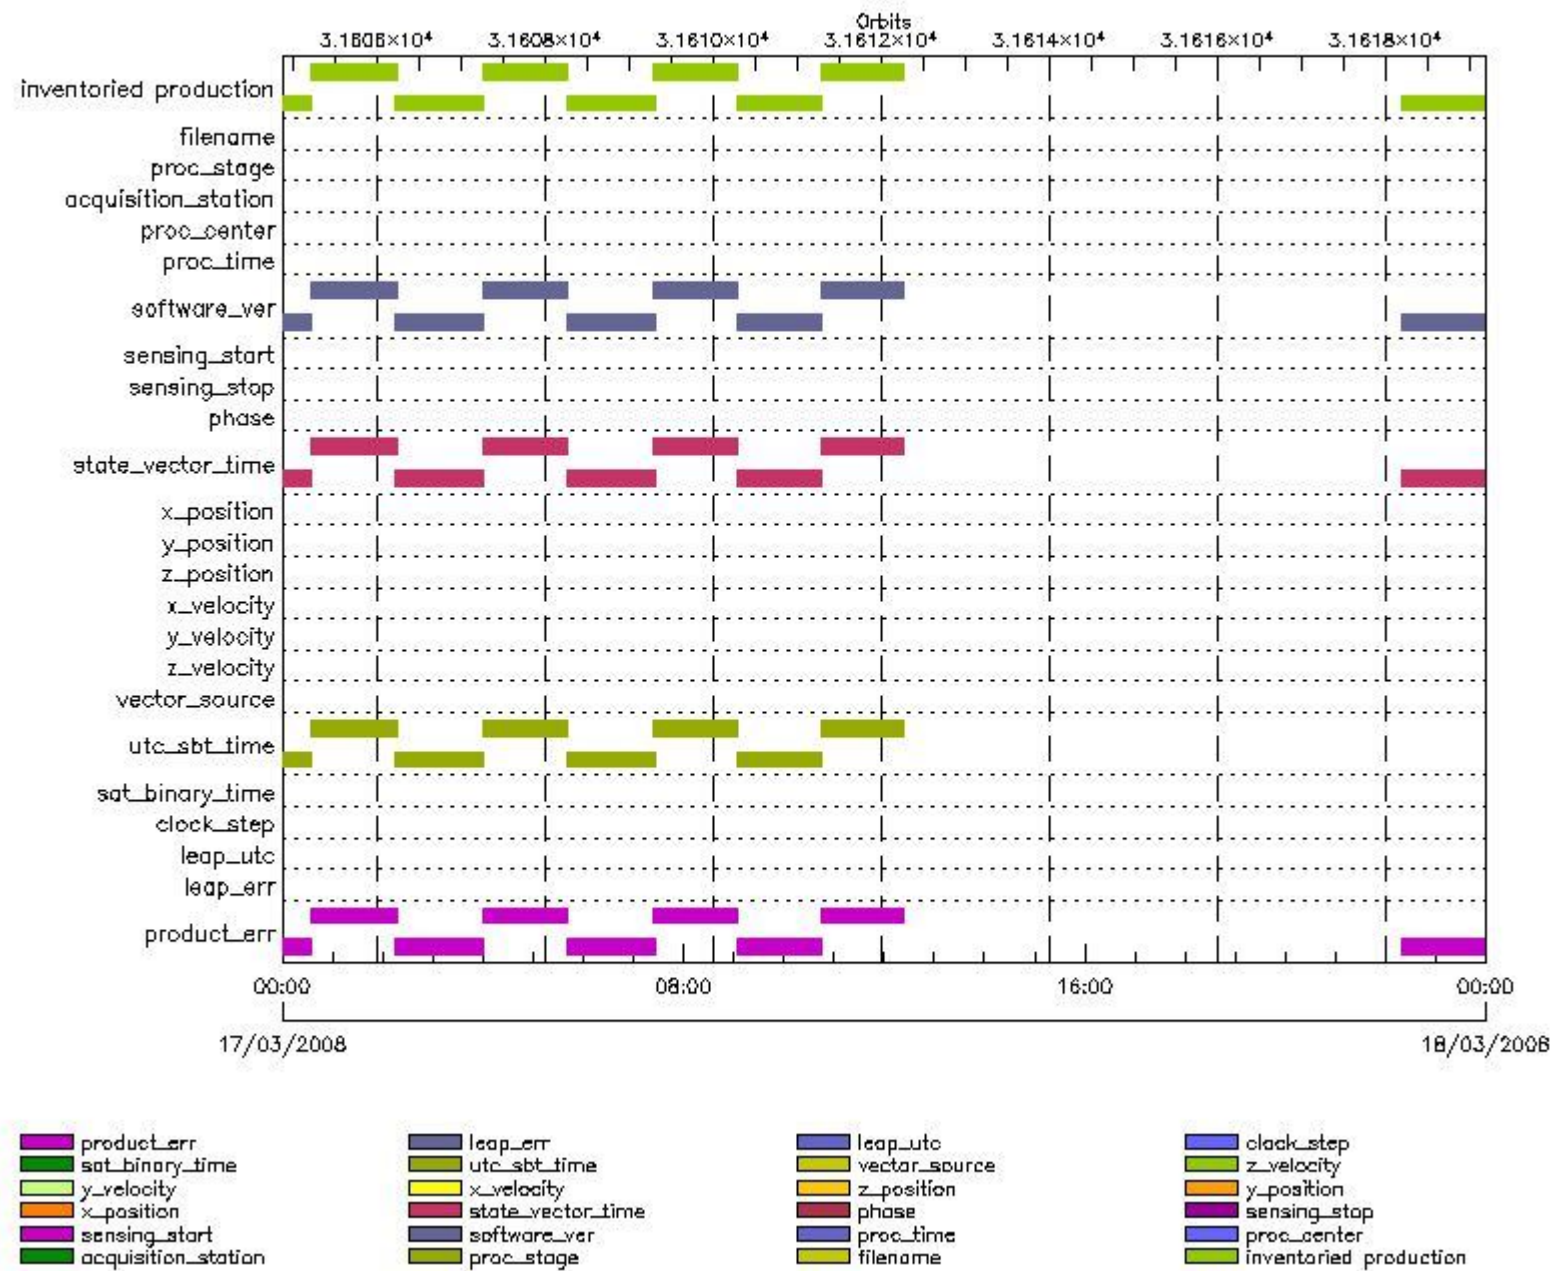 Orbits
3.1606×10⁴ 3.1608×10⁴ 3.1610×10⁴ 3.1612×10⁴ 3.1614×10⁴ 3.1616×10⁴ 3.1618×10⁴
inventoried production
filename
proc_stage
acquisition_station
proc_center
proc_time
software_ver
sensing_start
sensing_stop
phase
state_vector_time
x_position
y_position
z_position
x_velocity
y_velocity
z_velocity
vector_source
utc_sbt_time
sat_binary_time
clock_step
leap_utc
leap_err
product_err
00:00 08:00 16:00 00:00
17/03/2008 18/03/2008
product_err leap_err leap_utc clock_step
sat_binary_time utc_sbt_time vector_source z_velocity
y_velocity x_velocity z_position y_position
x_position state_vector_time phase sensing_stop
sensing_start software_ver proc_time proc_center
acquisition_station proc_stage filename inventoried production